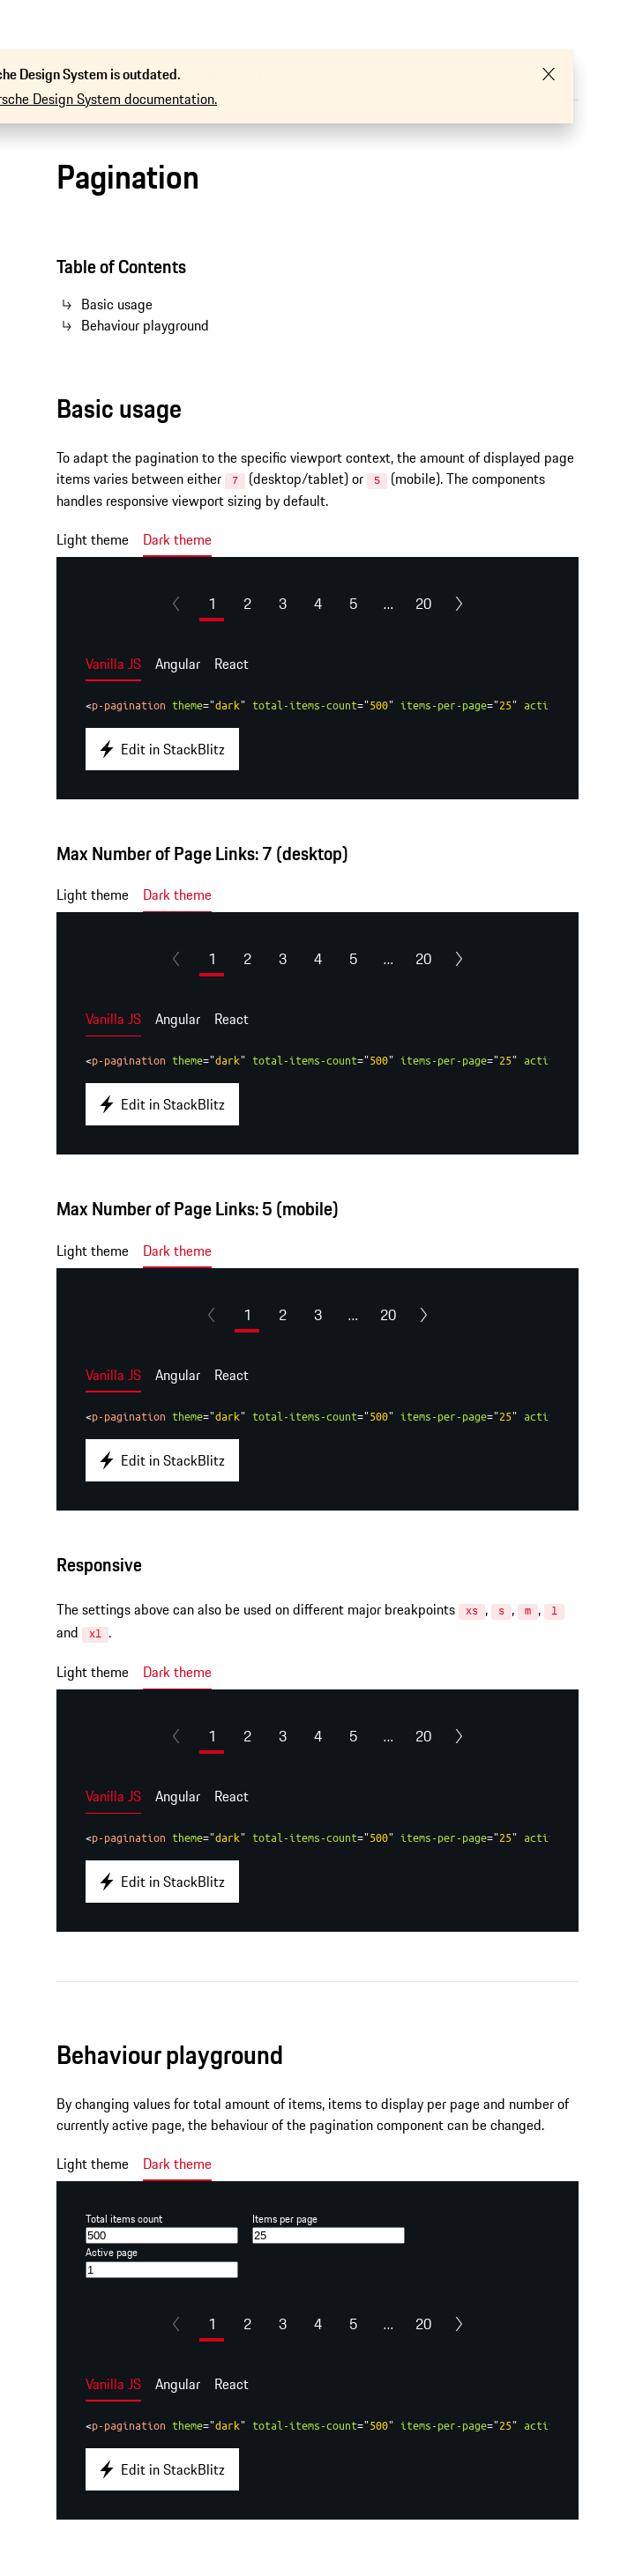 che Design System is outdated.
rsche Design System documentation.
Pagination
Table of Contents
Basic usage
Behaviour playground
Basic usage
To adapt the pagination to the specific viewport context, the amount of displayed page
items varies between either 7 (desktop/tablet) or 5 (mobile). The components
handles responsive viewport sizing by default.
Light theme Dark theme
1 2 3 4 5 ... 20
Vanilla JS Angular React
<p-pagination theme="dark" total-items-count="500" items-per-page="25" acti
Edit in StackBlitz
Max Number of Page Links: 7 (desktop)
Light theme Dark theme
1 2 3 4 5 ... 20
Vanilla JS Angular React
<p-pagination theme="dark" total-items-count="500" items-per-page="25" acti
Edit in StackBlitz
Max Number of Page Links: 5 (mobile)
Light theme Dark theme
1 2 3 ... 20
Vanilla JS Angular React
<p-pagination theme="dark" total-items-count="500" items-per-page="25" acti
Edit in StackBlitz
Responsive
The settings above can also be used on different major breakpoints xs, s, m, l
and xl.
Light theme Dark theme
1 2 3 4 5 ... 20
Vanilla JS Angular React
<p-pagination theme="dark" total-items-count="500" items-per-page="25" acti
Edit in StackBlitz
Behaviour playground
By changing values for total amount of items, items to display per page and number of
currently active page, the behaviour of the pagination component can be changed.
Light theme Dark theme
Total items count Items per page
500 25
Active page
1
1 2 3 4 5 ... 20
Vanilla JS Angular React
<p-pagination theme="dark" total-items-count="500" items-per-page="25" acti
Edit in StackBlitz